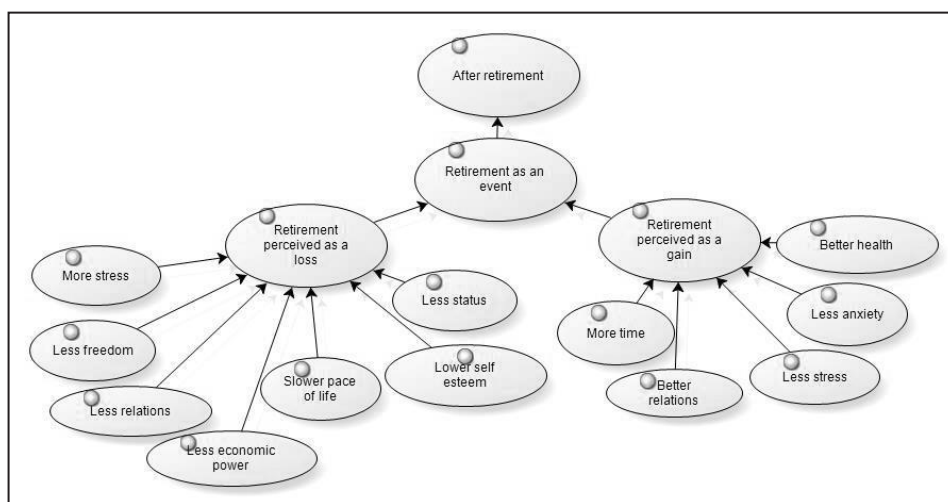 After retirement
Retirement as an
event
Retirement
perceived as a
loss
Retirement
perceived as a
gain
Better health
More stress
Less status
Less anxiety
More time
Less freedom
Lower self
esteem
Slower pace
of life
Less stress
Better
relations
Less relations
Less economic
power